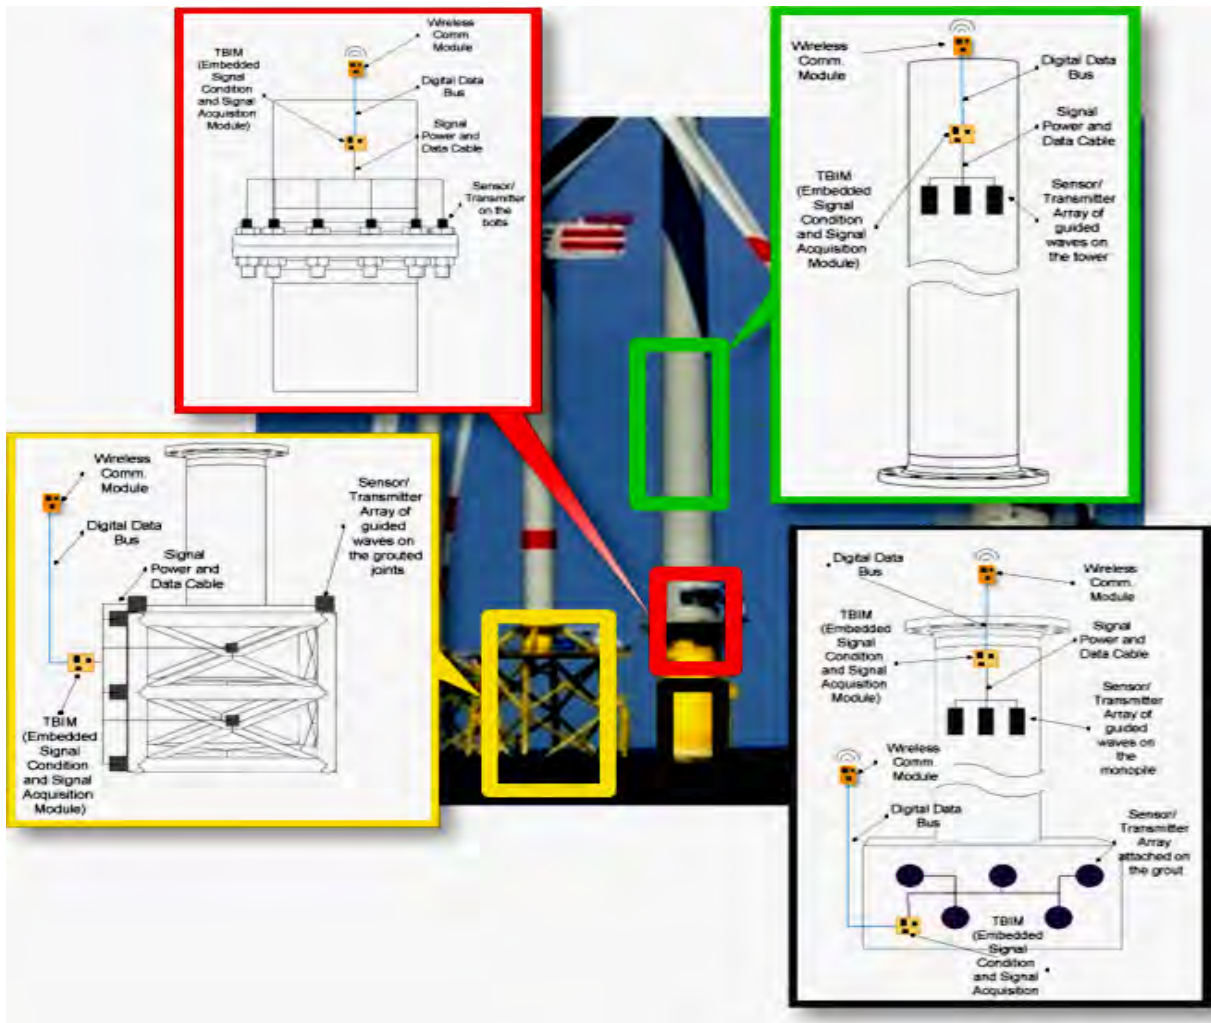 Wireless
Comm.
Module
TBIM
(Embedded
Signal
Condition
and Signal
Acquisition
Module)
Digital Data
Bus
Signal
Power and
Data Cable
Sensor/
Transmitter
on the
bolts
Wireless
Comm.
Module
Digital Data
Bus
Signal
Power and
Data Cable
TBIM
(Embedded
Signal
Condition
and Signal
Acquisition
Module)
Sensor/
Transmitter
Array of
guided
waves on
the tower
Wireless
Comm.
Module
Digital Data
Bus
Signal
Power and
Data Cable
Sensor/
Transmitter
Array of
guided
waves on
the grouted
joints
TBIM
(Embedded
Signal
Condition
and Signal
Acquisition
Module)
Digital Data
Bus
Wireless
Comm.
Module
TBIM
(Embedded
Signal
Condition
and Signal
Acquisition
Module)
Signal
Power and
Data Cable
Sensor/
Transmitter
Array of
guided
waves on
the
monopile
Wireless
Comm.
Module
Digital Data
Bus
Sensor/
Transmitter
Array
attached on
the grout
TBIM
(Embedded
Signal
Condition
and Signal
Acquisition